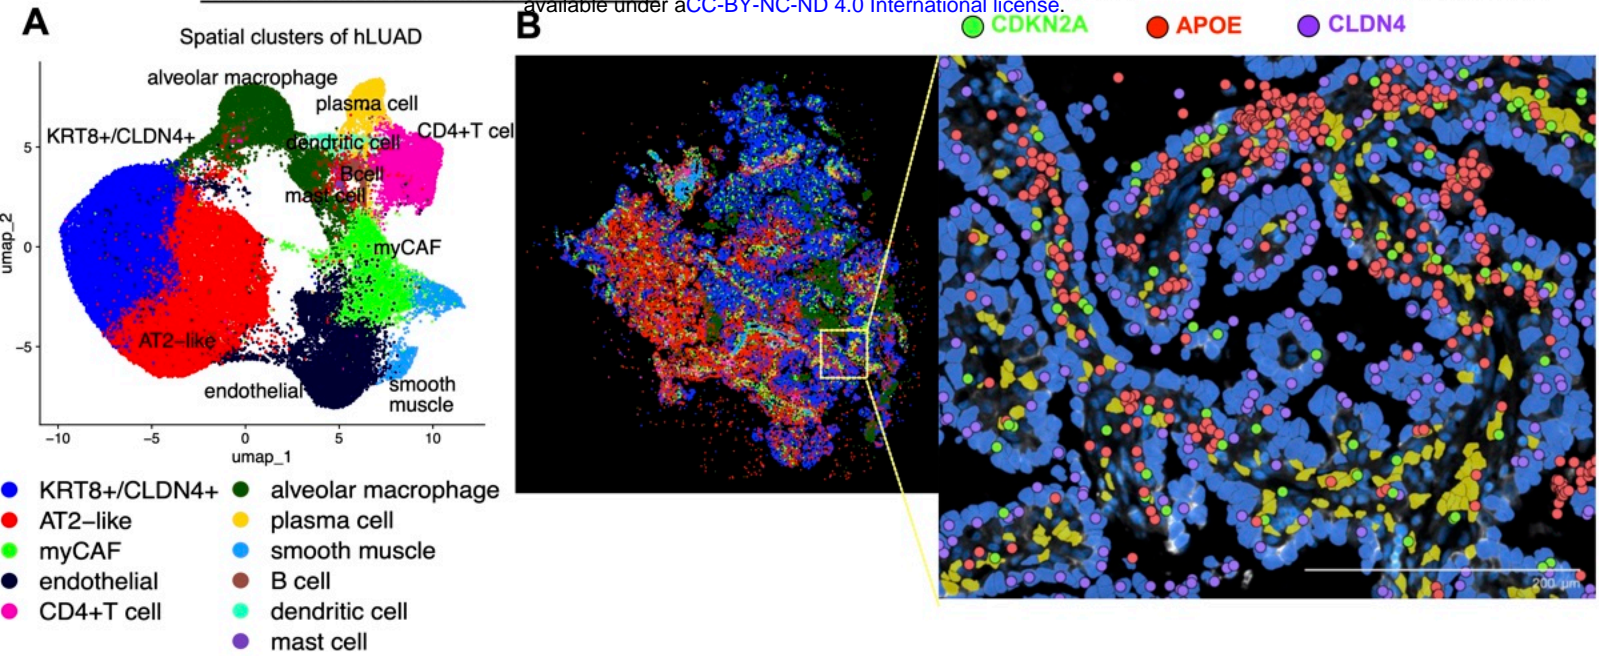 available under aCC-BY-NC-ND 4.0 International license.
A
Spatial clusters of hLUAD
alveolar macrophage
plasma cell
KRT8+/CLDN4+
CD4+T cel
dendritic cell
Bcell
mast cell
myCAF
AT2−like
endothelial
smooth
muscle
umap_2
5
0
−5
−10
−5
0
5
10
umap_1
KRT8+/CLDN4+
AT2−like
myCAF
endothelial
CD4+T cell
alveolar macrophage
plasma cell
smooth muscle
B cell
dendritic cell
mast cell
B
CDKN2A
APOE
CLDN4
200 µm